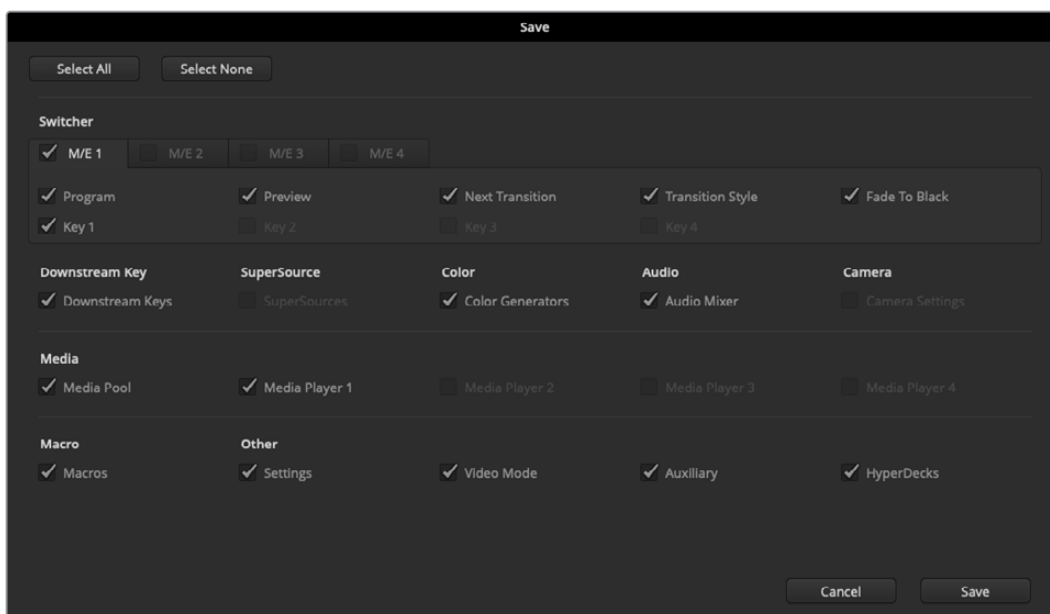 Save
Select All Select None
Switcher
M/E 1 M/E 2 M/E 3 M/E 4
Program Preview Next Transition Transition Style Fade To Black
Key 1 Key 2 Key 3 Key 4
Downstream Key SuperSource Color Audio Camera
Downstream Keys SuperSources Color Generators Audio Mixer Camera Settings
Media
Media Pool Media Player 1 Media Player 2 Media Player 3 Media Player 4
Macro Other
Macros Settings Video Mode Auxiliary HyperDecks
Cancel Save